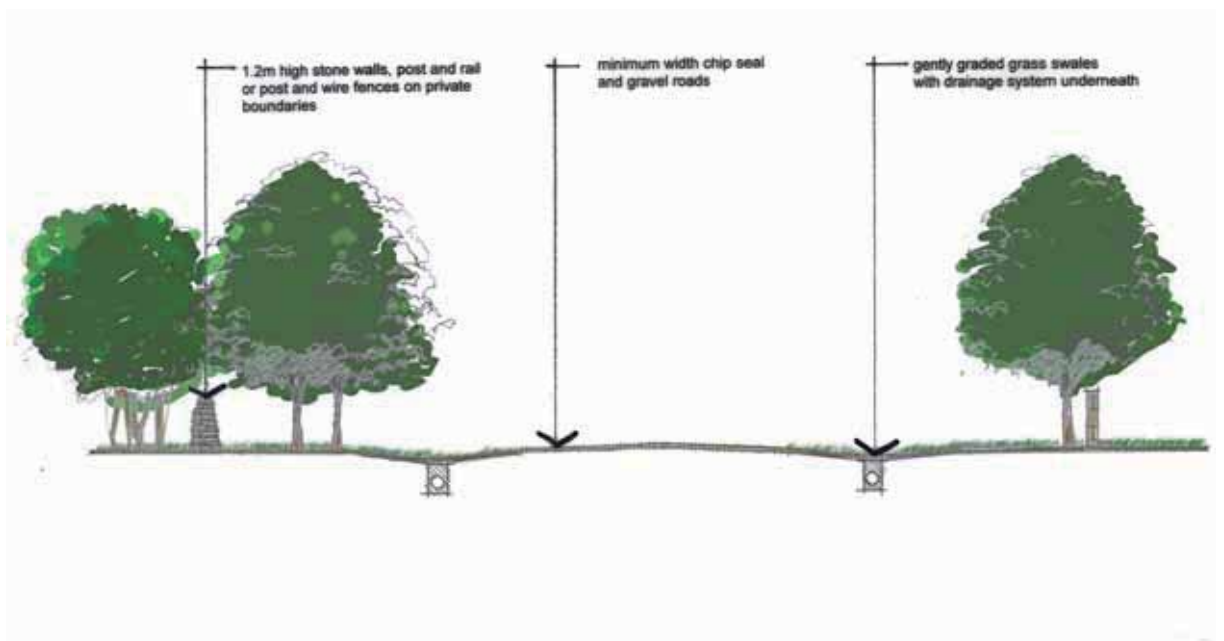 1.2m high stone walls, post and rail
or post and wire fences on private
boundaries
minimum width chip seal
and gravel roads
gently graded grass swales
with drainage system underneath